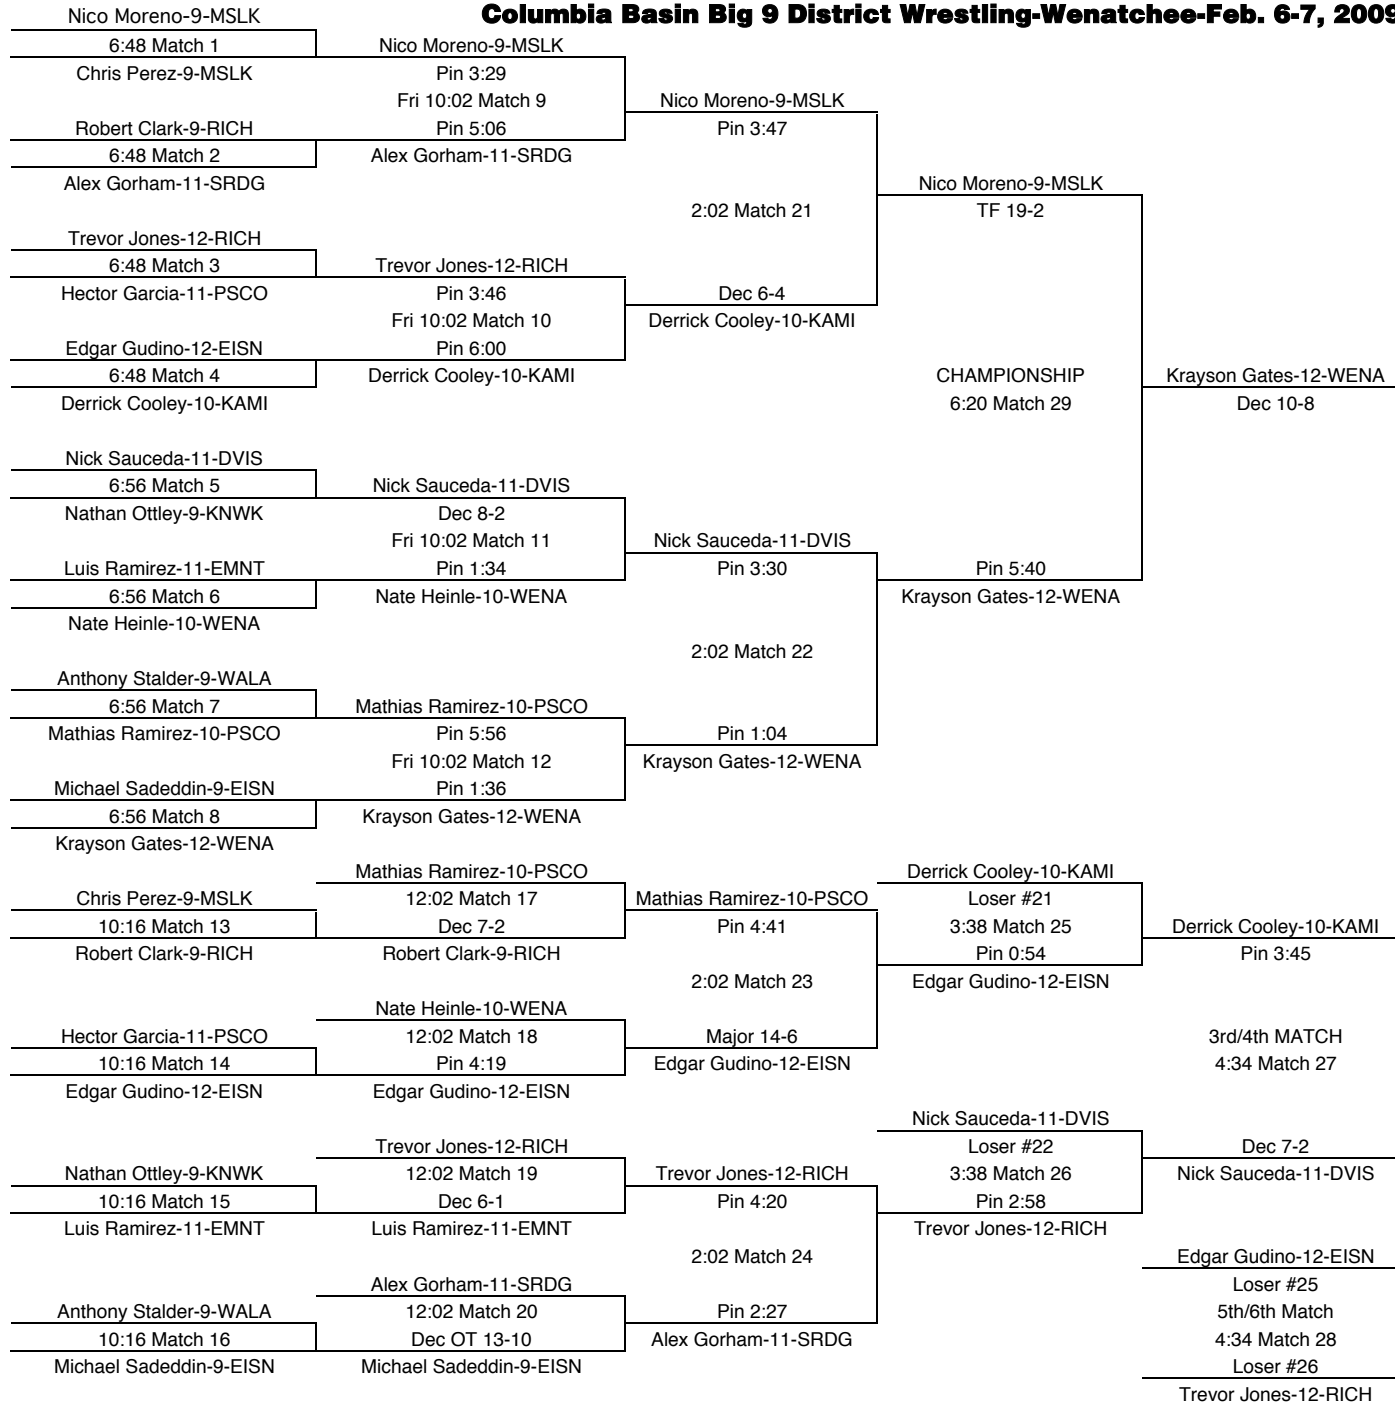 Columbia Basin Big 9 District Wrestling-Wenatchee-Feb. 6-7, 2009
Nico Moreno-9-MSLK
6:48 Match 1
Chris Perez-9-MSLK
Robert Clark-9-RICH
6:48 Match 2
Alex Gorham-11-SRDG
Trevor Jones-12-RICH
6:48 Match 3
Hector Garcia-11-PSCO
Edgar Gudino-12-EISN
6:48 Match 4
Derrick Cooley-10-KAMI
Nick Sauceda-11-DVIS
6:56 Match 5
Nathan Ottley-9-KNWK
Luis Ramirez-11-EMNT
6:56 Match 6
Nate Heinle-10-WENA
Anthony Stalder-9-WALA
6:56 Match 7
Mathias Ramirez-10-PSCO
Michael Sadeddin-9-EISN
6:56 Match 8
Krayson Gates-12-WENA
Nico Moreno-9-MSLK
Pin 3:29
Fri 10:02 Match 9
Pin 5:06
Alex Gorham-11-SRDG
Trevor Jones-12-RICH
Pin 3:46
Fri 10:02 Match 10
Pin 6:00
Derrick Cooley-10-KAMI
Nick Sauceda-11-DVIS
Dec 8-2
Fri 10:02 Match 11
Pin 1:34
Nate Heinle-10-WENA
Mathias Ramirez-10-PSCO
Pin 5:56
Fri 10:02 Match 12
Pin 1:36
Krayson Gates-12-WENA
Nico Moreno-9-MSLK
Pin 3:47
2:02 Match 21
Dec 6-4
Derrick Cooley-10-KAMI
Nick Sauceda-11-DVIS
Pin 3:30
2:02 Match 22
Pin 1:04
Krayson Gates-12-WENA
Nico Moreno-9-MSLK
TF 19-2
CHAMPIONSHIP
6:20 Match 29
Pin 5:40
Krayson Gates-12-WENA
Krayson Gates-12-WENA
Dec 10-8
Chris Perez-9-MSLK
10:16 Match 13
Robert Clark-9-RICH
Hector Garcia-11-PSCO
10:16 Match 14
Edgar Gudino-12-EISN
Nathan Ottley-9-KNWK
10:16 Match 15
Luis Ramirez-11-EMNT
Anthony Stalder-9-WALA
10:16 Match 16
Michael Sadeddin-9-EISN
Mathias Ramirez-10-PSCO
12:02 Match 17
Dec 7-2
Robert Clark-9-RICH
Nate Heinle-10-WENA
12:02 Match 18
Pin 4:19
Edgar Gudino-12-EISN
Trevor Jones-12-RICH
12:02 Match 19
Dec 6-1
Luis Ramirez-11-EMNT
Alex Gorham-11-SRDG
12:02 Match 20
Dec OT 13-10
Michael Sadeddin-9-EISN
Mathias Ramirez-10-PSCO
Pin 4:41
2:02 Match 23
Major 14-6
Edgar Gudino-12-EISN
Trevor Jones-12-RICH
Pin 4:20
2:02 Match 24
Pin 2:27
Alex Gorham-11-SRDG
Derrick Cooley-10-KAMI
Loser #21
3:38 Match 25
Pin 0:54
Edgar Gudino-12-EISN
Nick Sauceda-11-DVIS
Loser #22
3:38 Match 26
Pin 2:58
Trevor Jones-12-RICH
Derrick Cooley-10-KAMI
Pin 3:45
3rd/4th MATCH
4:34 Match 27
Dec 7-2
Nick Sauceda-11-DVIS
Edgar Gudino-12-EISN
Loser #25
5th/6th Match
4:34 Match 28
Loser #26
Trevor Jones-12-RICH